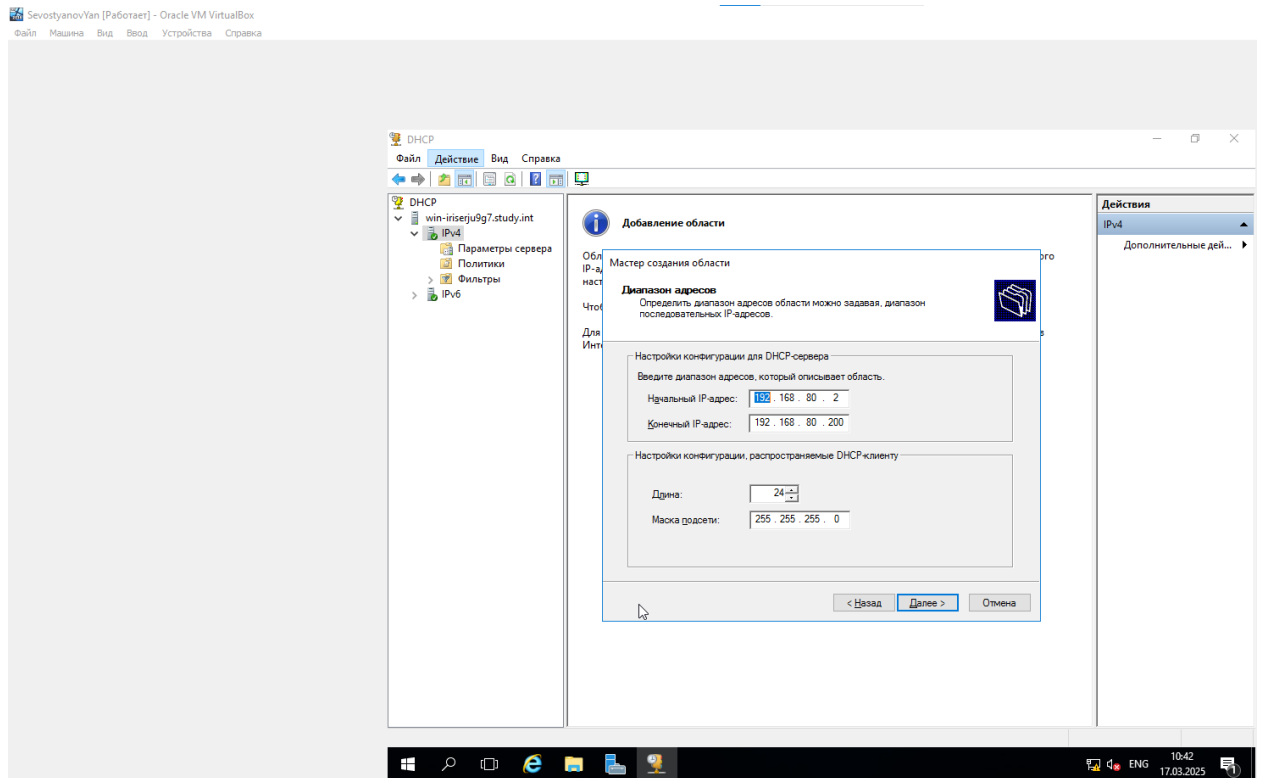 SevostyanovYan [Работает] - Oracle VM VirtualBox
Файл Машина Вид Ввод Устройства Справка
DHCP
Файл Действие Вид Справка
DHCP
win-iriserju9g7.study.int
IPv4
Параметры сервера
Политики
Фильтры
IPv6
Добавление области
Мастер создания области
Диапазон адресов
Определить диапазон адресов области можно задавая, диапазон
последовательных IP-адресов.
Настройки конфигурации для DHCP-сервера
Введите диапазон адресов, который описывает область.
Начальный IP-адрес: 192 . 168 . 80 . 2
Конечный IP-адрес: 192 . 168 . 80 . 200
Настройки конфигурации, распространяемые DHCP-клиенту
Длина: 24
Маска подсети: 255 . 255 . 255 . 0
< Назад Далее > Отмена
Действия
IPv4
Дополнительные дей...
ENG
10:42
17.03.2025
1